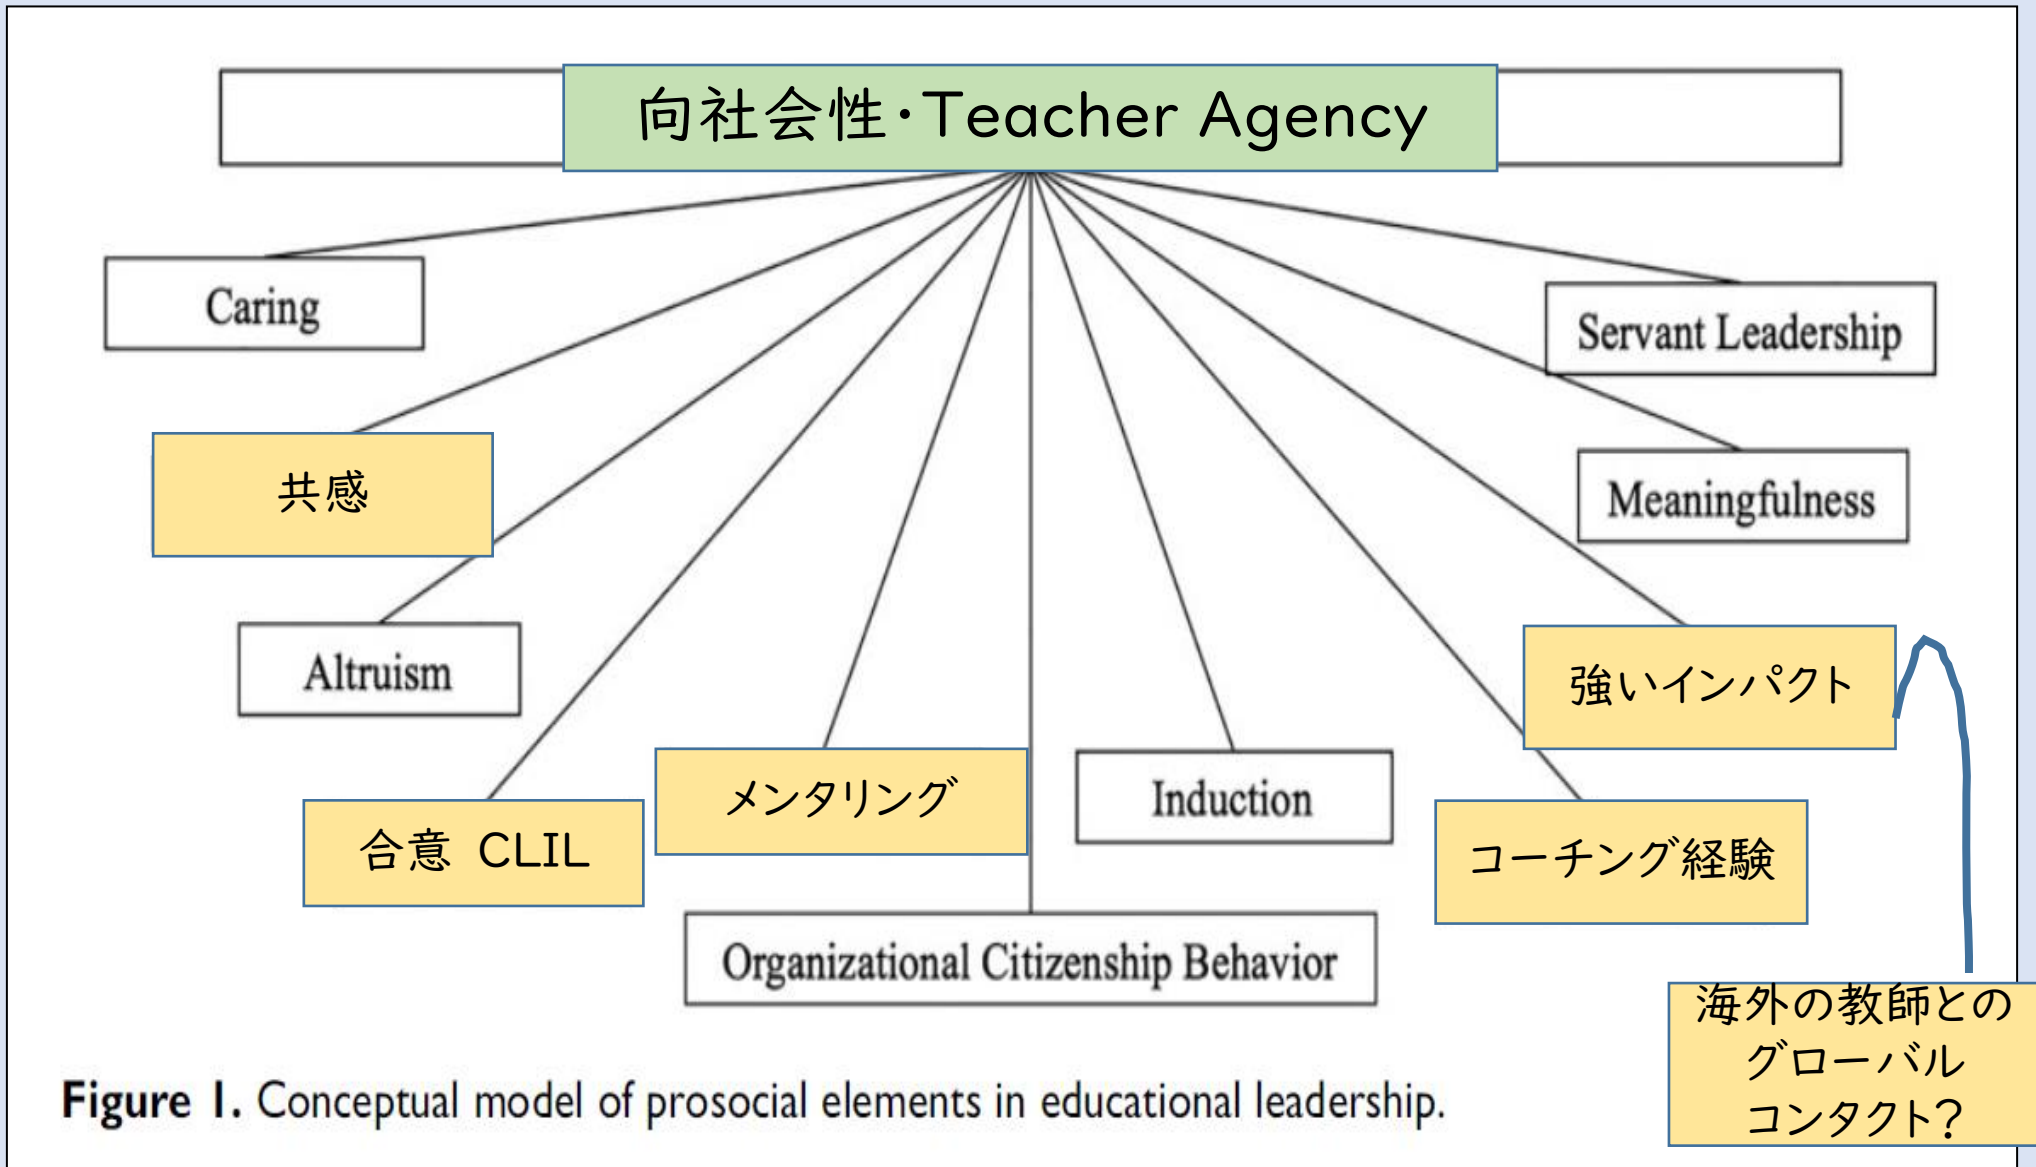 向社会性・Teacher Agency
Caring
Servant Leadership
共感
Meaningfulness
Altruism
強いインパクト
メンタリング
Induction
合意 CLIL
コーチング経験
Organizational Citizenship Behavior
海外の教師との
グローバル
コンタクト?
Figure 1. Conceptual model of prosocial elements in educational leadership.